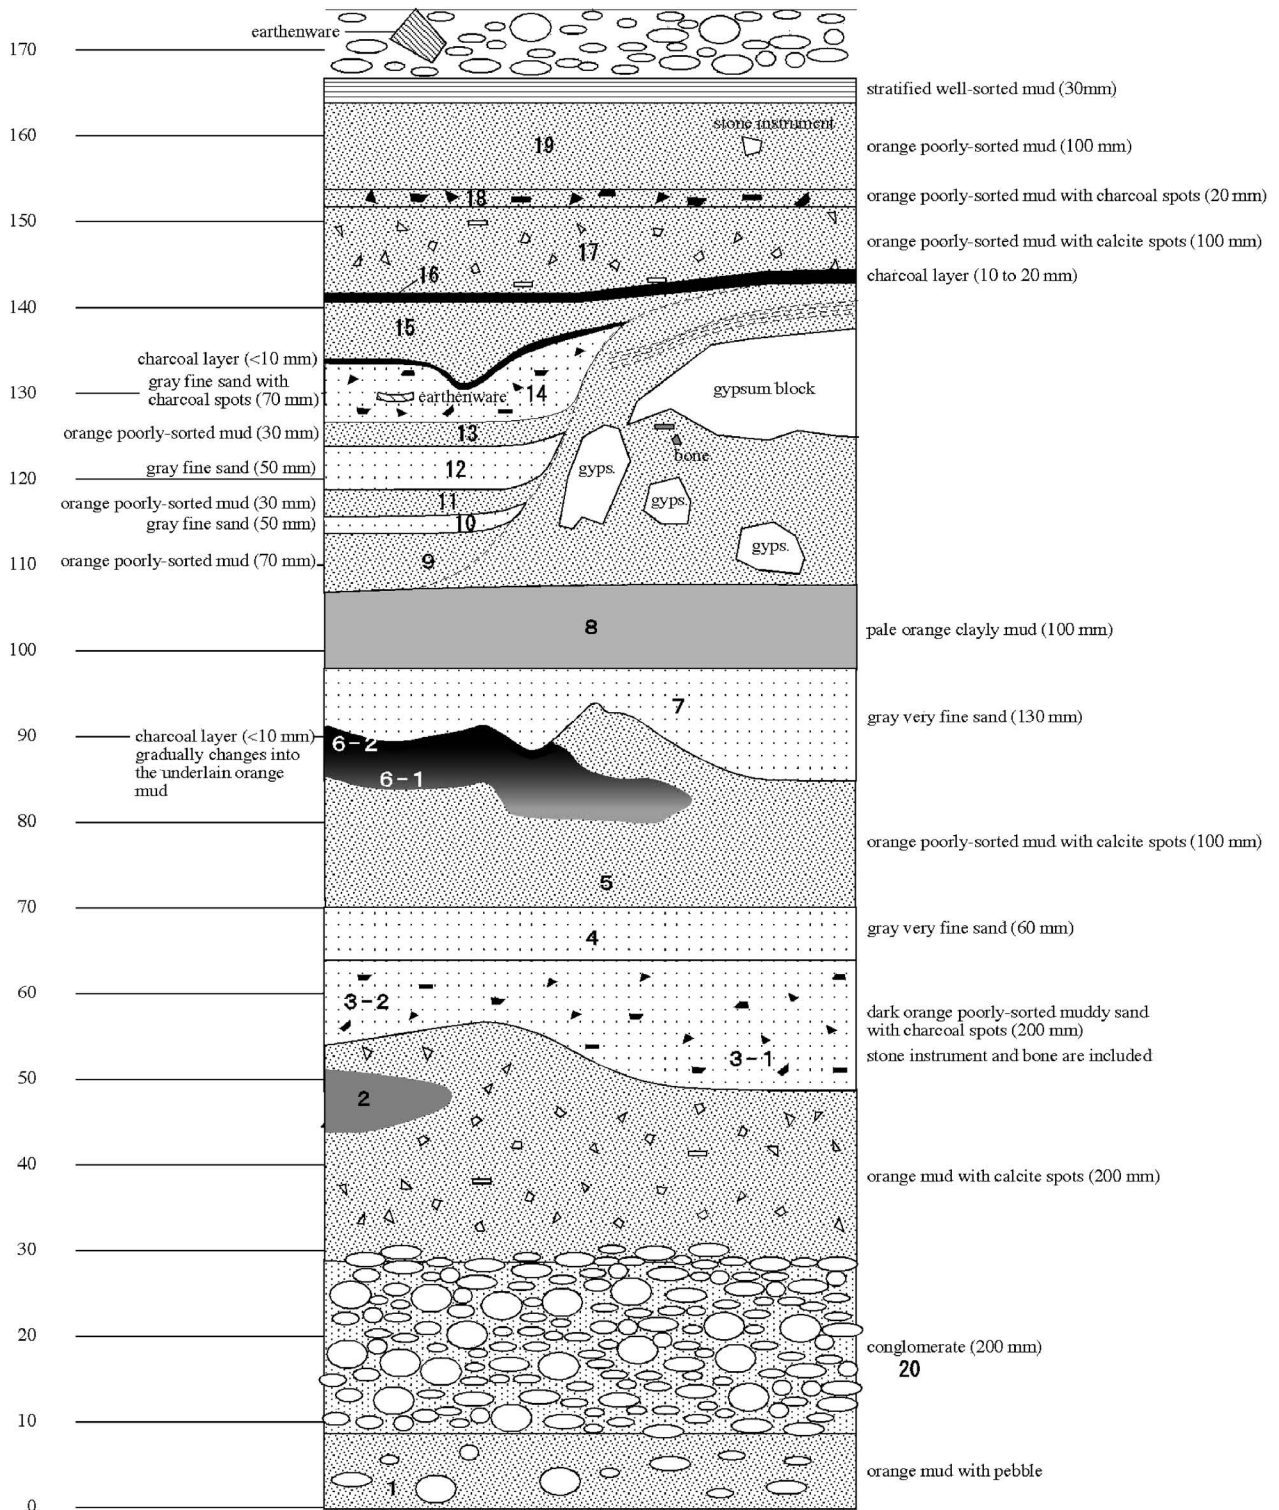 earthenware
170
stratified well-sorted mud (30mm)
stone instrument
160
19
orange poorly-sorted mud (100 mm)
18
orange poorly-sorted mud with charcoal spots (20 mm)
150
17
orange poorly-sorted mud with calcite spots (100 mm)
16
charcoal layer (10 to 20 mm)
140
15
charcoal layer (<10 mm)
gray fine sand with
charcoal spots (70 mm)
130
earthenware
14
gypsum block
orange poorly-sorted mud (30 mm)
13
bone
gray fine sand (50 mm)
12
gyps.
120
orange poorly-sorted mud (30 mm)
11
gyps.
gray fine sand (50 mm)
10
gyps.
110
orange poorly-sorted mud (70 mm)
9
8
pale orange clayly mud (100 mm)
100
7
gray very fine sand (130 mm)
90
charcoal layer (<10 mm)
gradually changes into
the underlain orange
mud
6-2
6-1
80
orange poorly-sorted mud with calcite spots (100 mm)
5
70
4
gray very fine sand (60 mm)
60
3-2
dark orange poorly-sorted muddy sand
with charcoal spots (200 mm)
3-1
stone instrument and bone are included
50
2
40
orange mud with calcite spots (200 mm)
30
20
conglomerate (200 mm)
20
10
orange mud with pebble
1
0